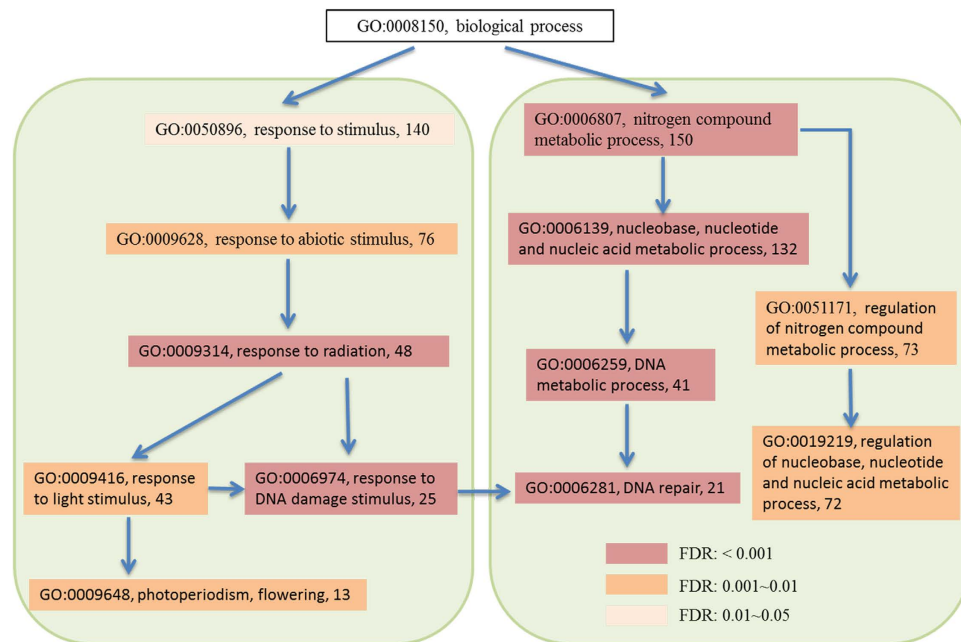 GO:0008150, biological process
GO:0050896, response to stimulus, 140
GO:0009628, response to abiotic stimulus, 76
GO:0009314, response to radiation, 48
GO:0009416, response
to light stimulus, 43
GO:0006974, response to
DNA damage stimulus, 25
GO:0009648, photoperiodism, flowering, 13
GO:0006807, nitrogen compound
metabolic process, 150
GO:0006139, nucleobase, nucleotide
and nucleic acid metabolic process, 132
GO:0006259, DNA
metabolic process, 41
GO:0006281, DNA repair, 21
GO:0051171, regulation
of nitrogen compound
metabolic process, 73
GO:0019219, regulation
of nucleobase, nucleotide
and nucleic acid metabolic
process, 72
FDR: < 0.001
FDR: 0.001~0.01
FDR: 0.01~0.05